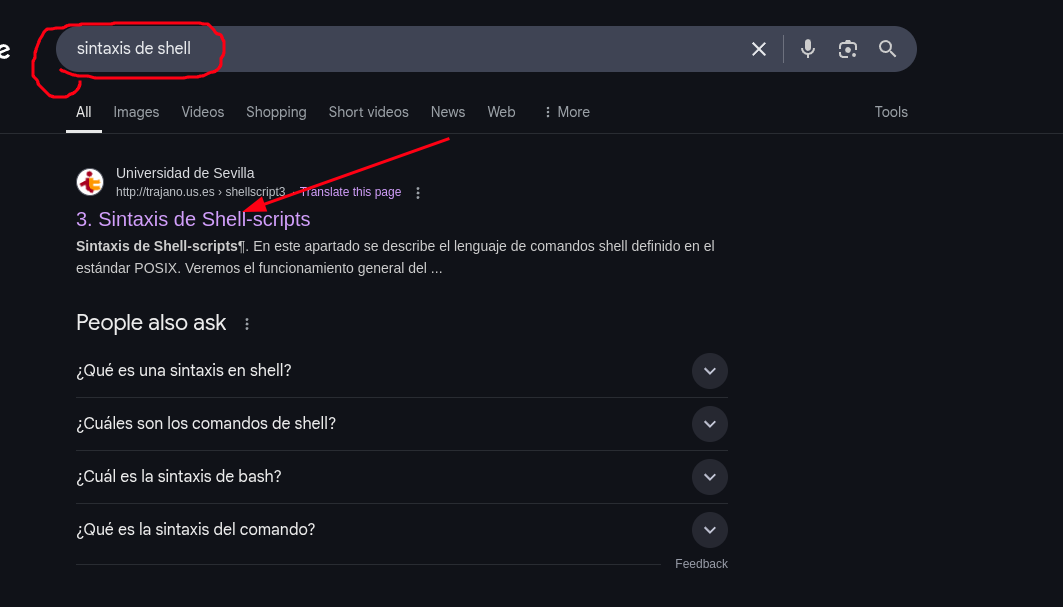 e
sintaxis de shell
All Images Videos Shopping Short videos News Web More Tools
Universidad de Sevilla
http://trajano.us.es › shellscript3 · Translate this page
3. Sintaxis de Shell-scripts
Sintaxis de Shell-scripts¶. En este apartado se describe el lenguaje de comandos shell definido en el
estándar POSIX. Veremos el funcionamiento general del ...
People also ask
¿Qué es una sintaxis en shell?
¿Cuáles son los comandos de shell?
¿Cuál es la sintaxis de bash?
¿Qué es la sintaxis del comando?
Feedback